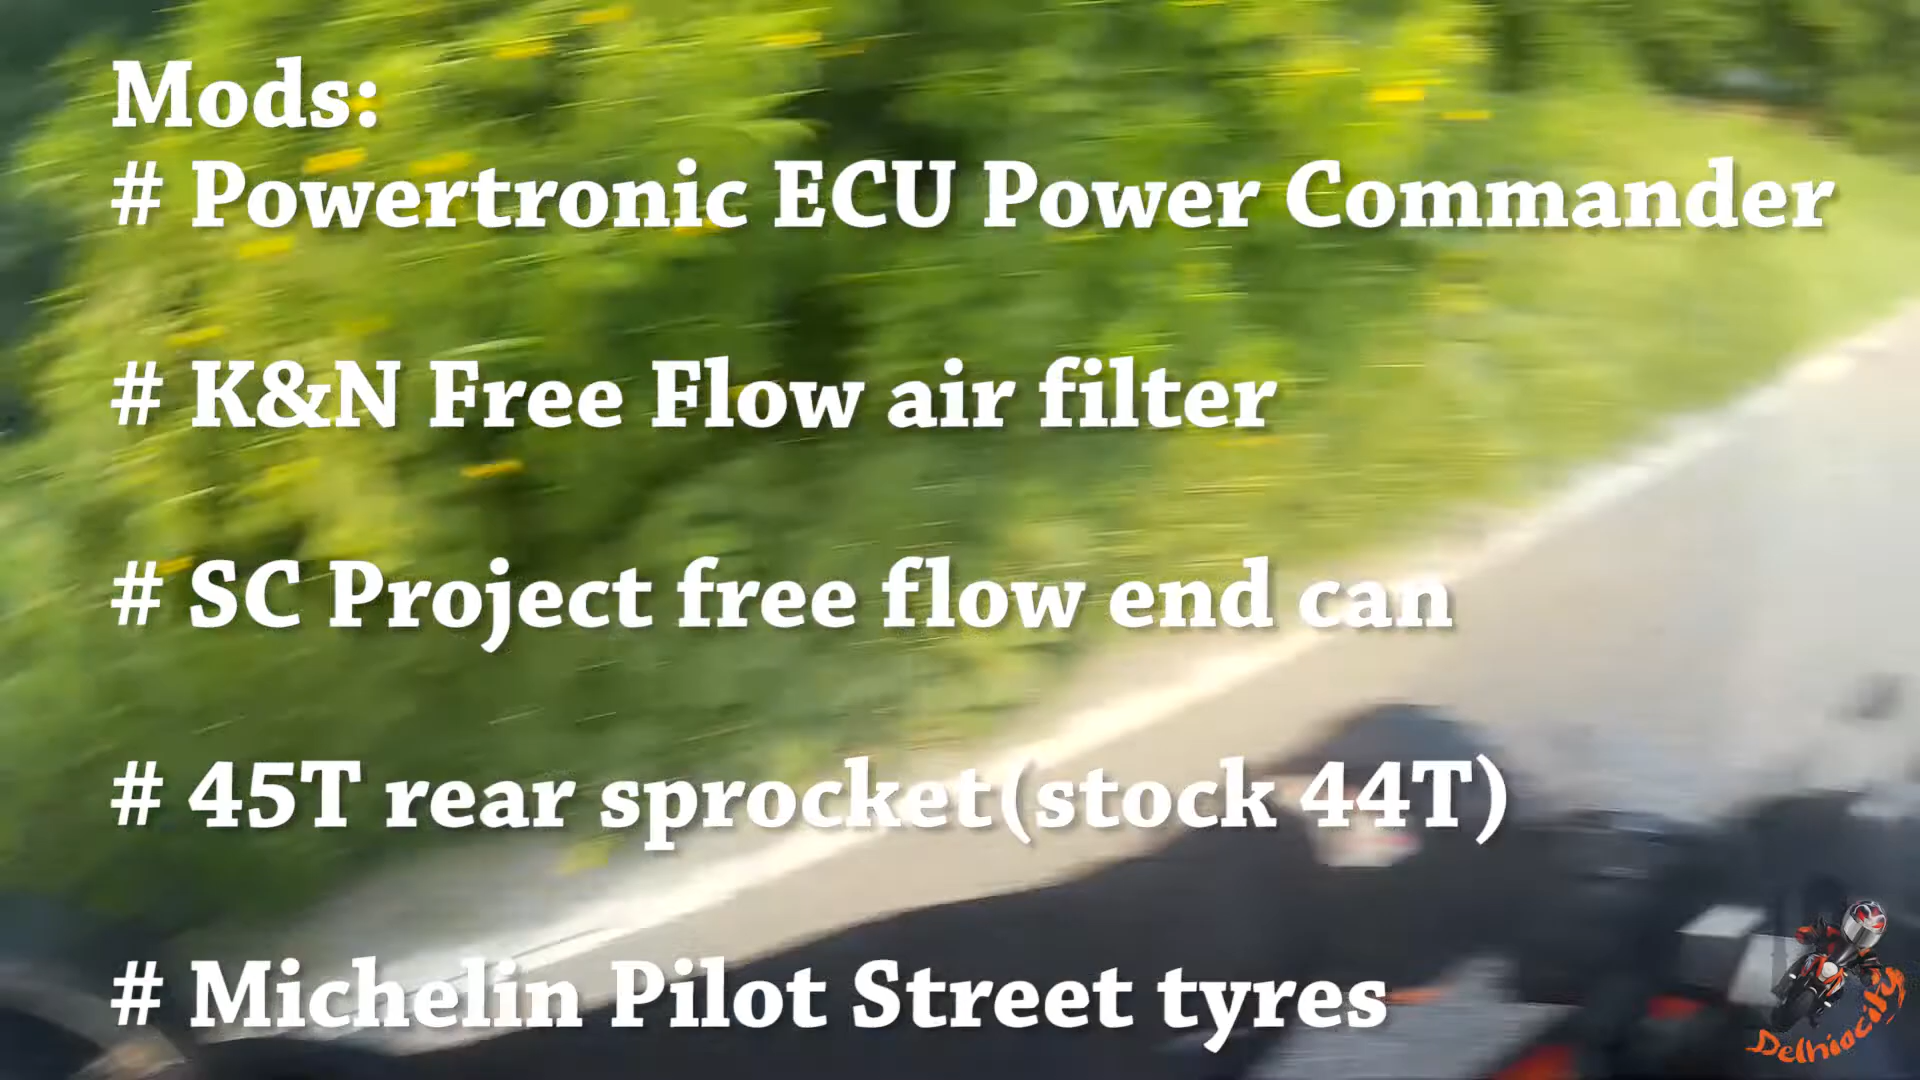 Mods:
# Powertronic ECU Power Commander
# K&N Free Flow air filter
# SC Project free flow end can
# 45T rear sprocket(stock 44T)
# Michelin Pilot Street tyres
Delhiocity